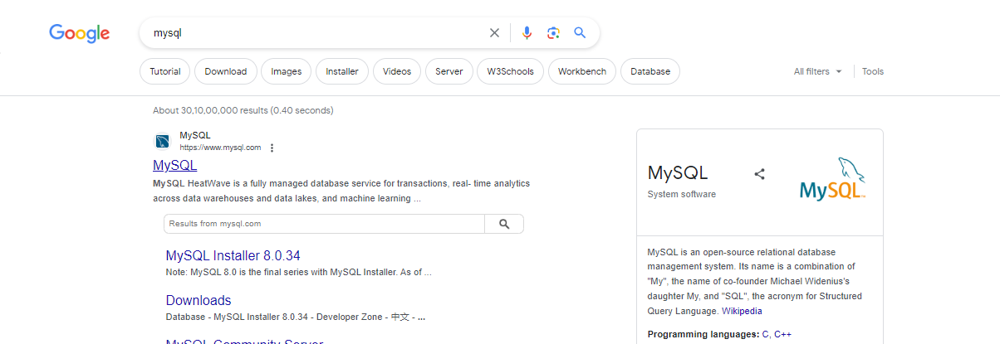 Google
mysql
Tutorial
Download
Images
Installer
Videos
Server
W3Schools
Workbench
Database
All filters
Tools
About 30,10,00,000 results (0.40 seconds)
MySQL
https://www.mysql.com
MySQL
MySQL HeatWave is a fully managed database service for transactions, real- time analytics
across data warehouses and data lakes, and machine learning ...
Results from mysql.com
MySQL Installer 8.0.34
Note: MySQL 8.0 is the final series with MySQL Installer. As of ...
Downloads
Database - MySQL Installer 8.0.34 - Developer Zone - 中文 - ...
MySQL Community Server
MySQL
System software
MySQL™
MySQL is an open-source relational database
management system. Its name is a combination of
"My", the name of co-founder Michael Widenius's
daughter My, and "SQL", the acronym for Structured
Query Language. Wikipedia
Programming languages: C, C++